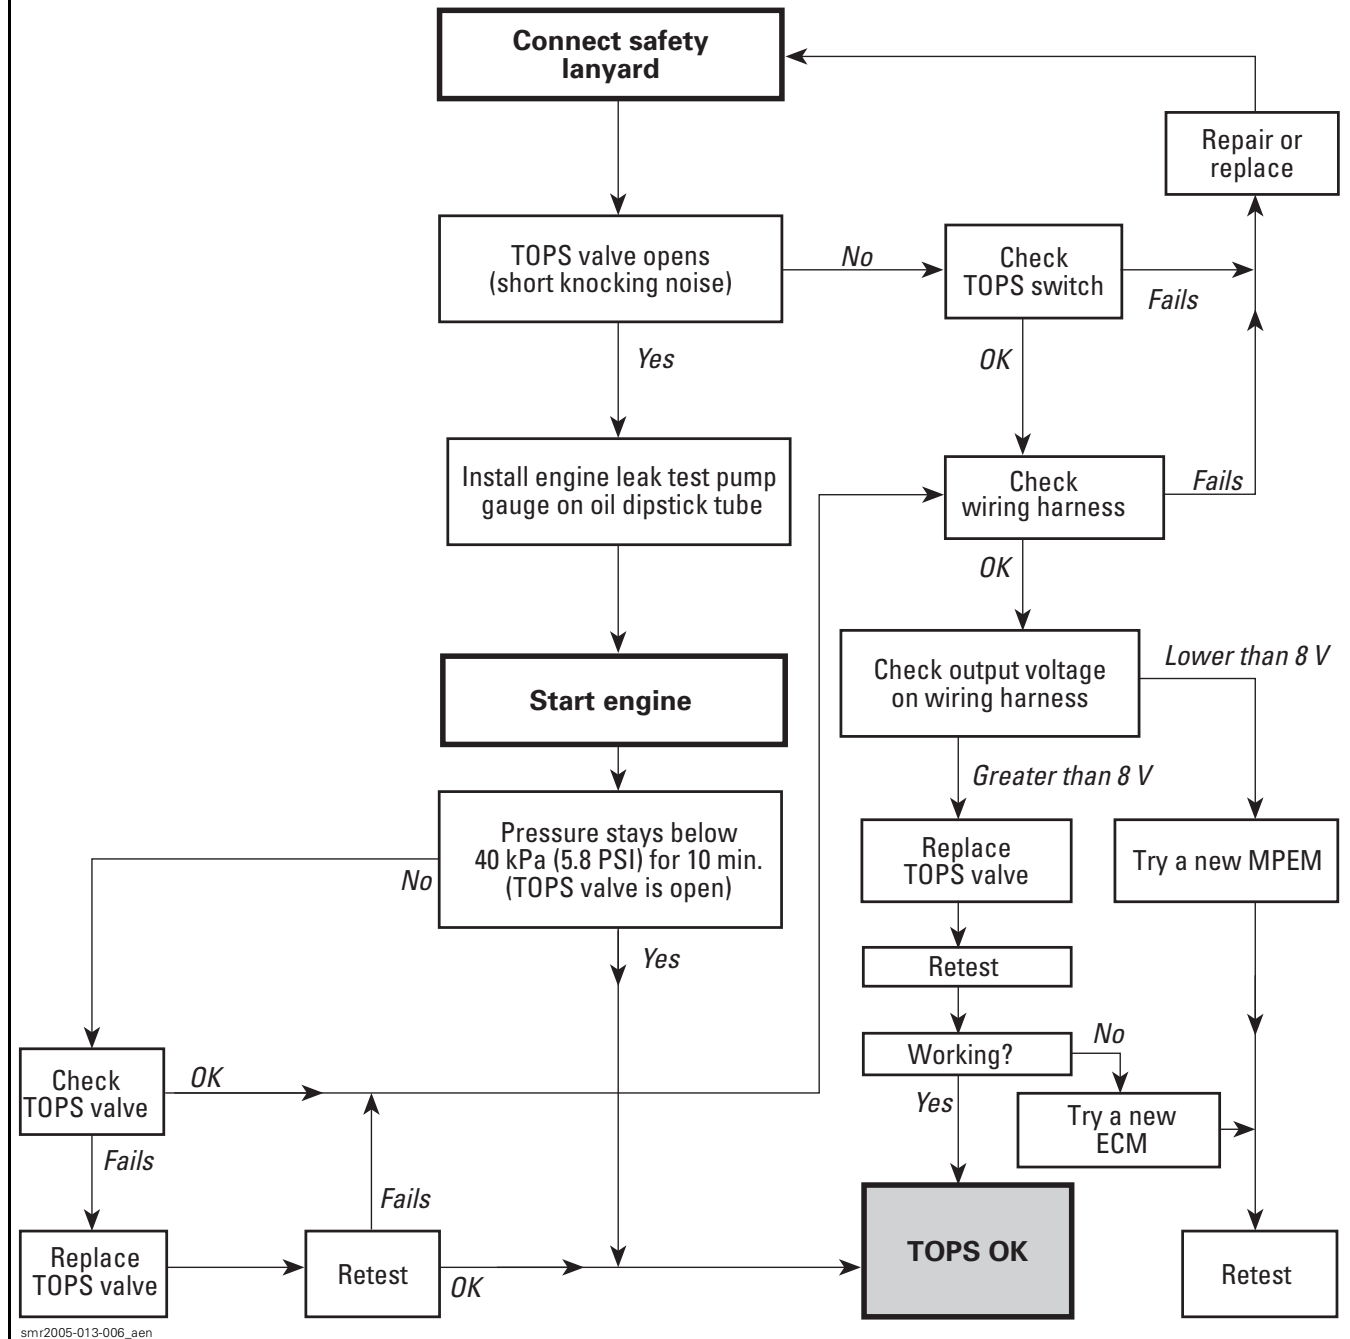 Connect safety
lanyard
Repair or
replace
TOPS valve opens
(short knocking noise)
No
Check
TOPS switch
Fails
Yes
OK
Install engine leak test pump
gauge on oil dipstick tube
Check
wiring harness
Fails
OK
Start engine
Check output voltage
on wiring harness
Lower than 8 V
Greater than 8 V
Pressure stays below
40 kPa (5.8 PSI) for 10 min.
(TOPS valve is open)
No
Yes
Replace
TOPS valve
Try a new MPEM
Retest
Working?
No
Yes
Try a new
ECM
Check
TOPS valve
OK
Fails
Fails
Replace
TOPS valve
Retest
OK
TOPS OK
Retest
smr2005-013-006_aen